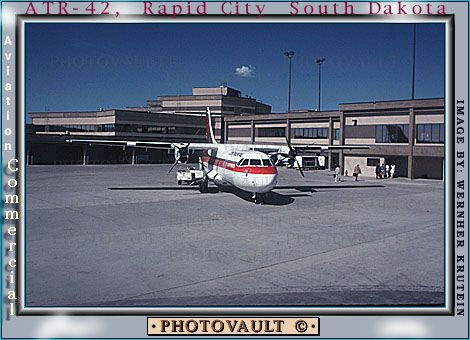 ATR-42, Rapid City South Dakota
Aviation Commercial
IMAGE BY: WERNHER KRUTEIN
PHOTOVAULT ©